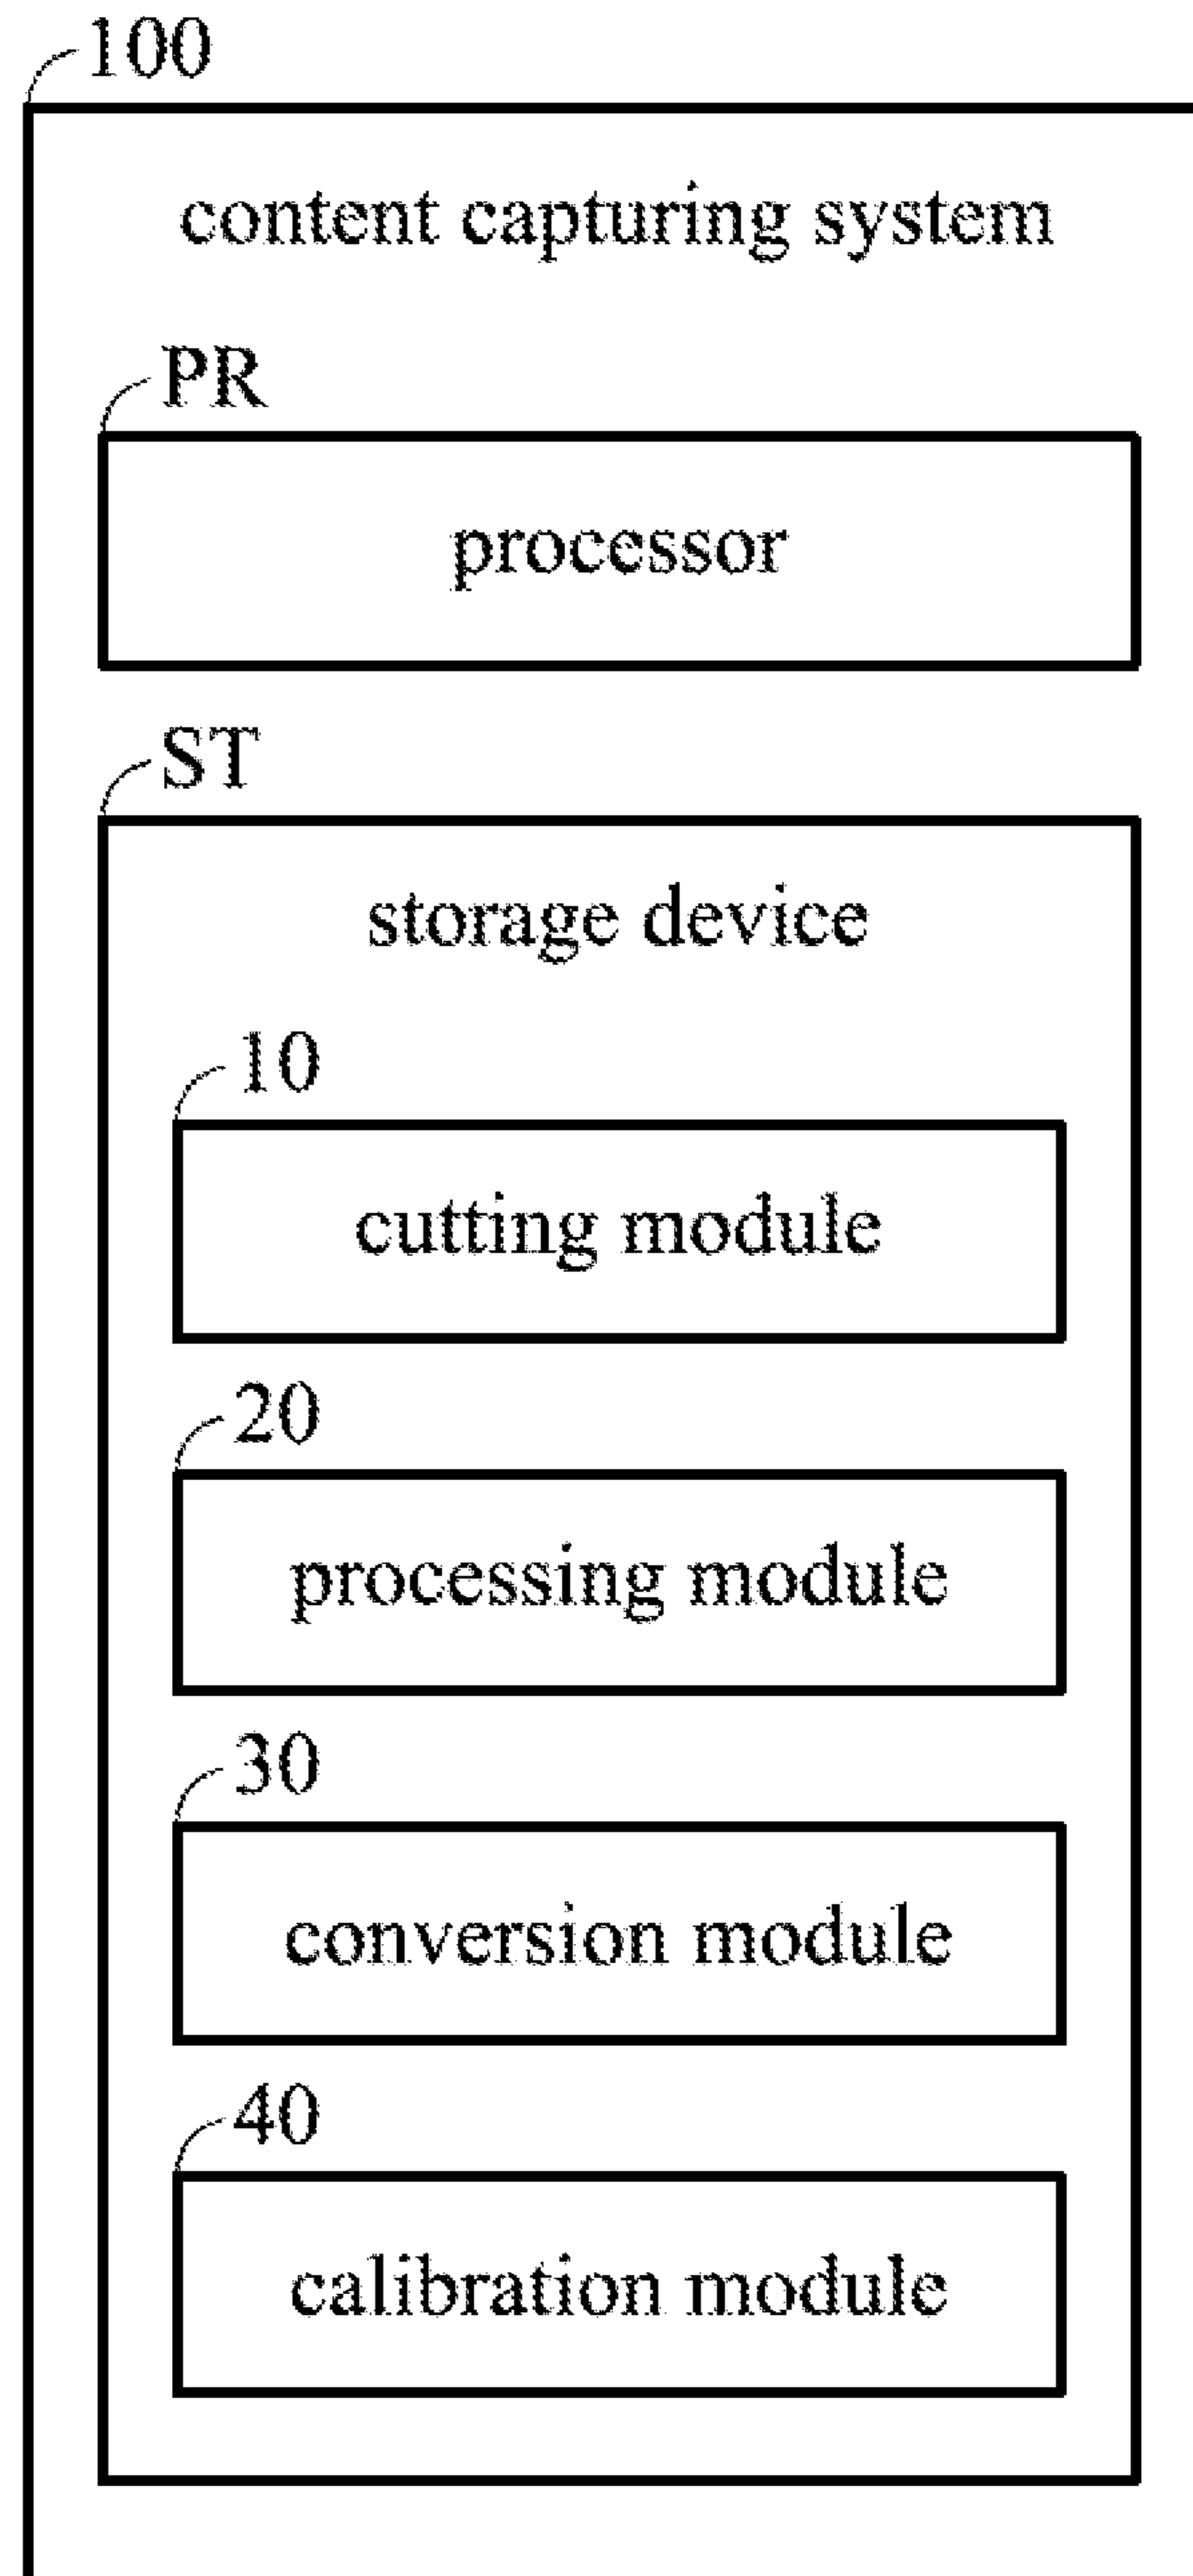 100
content capturing system
PR
processor
ST
storage device
10
cutting module
20
processing module
30
conversion module
40
calibration module